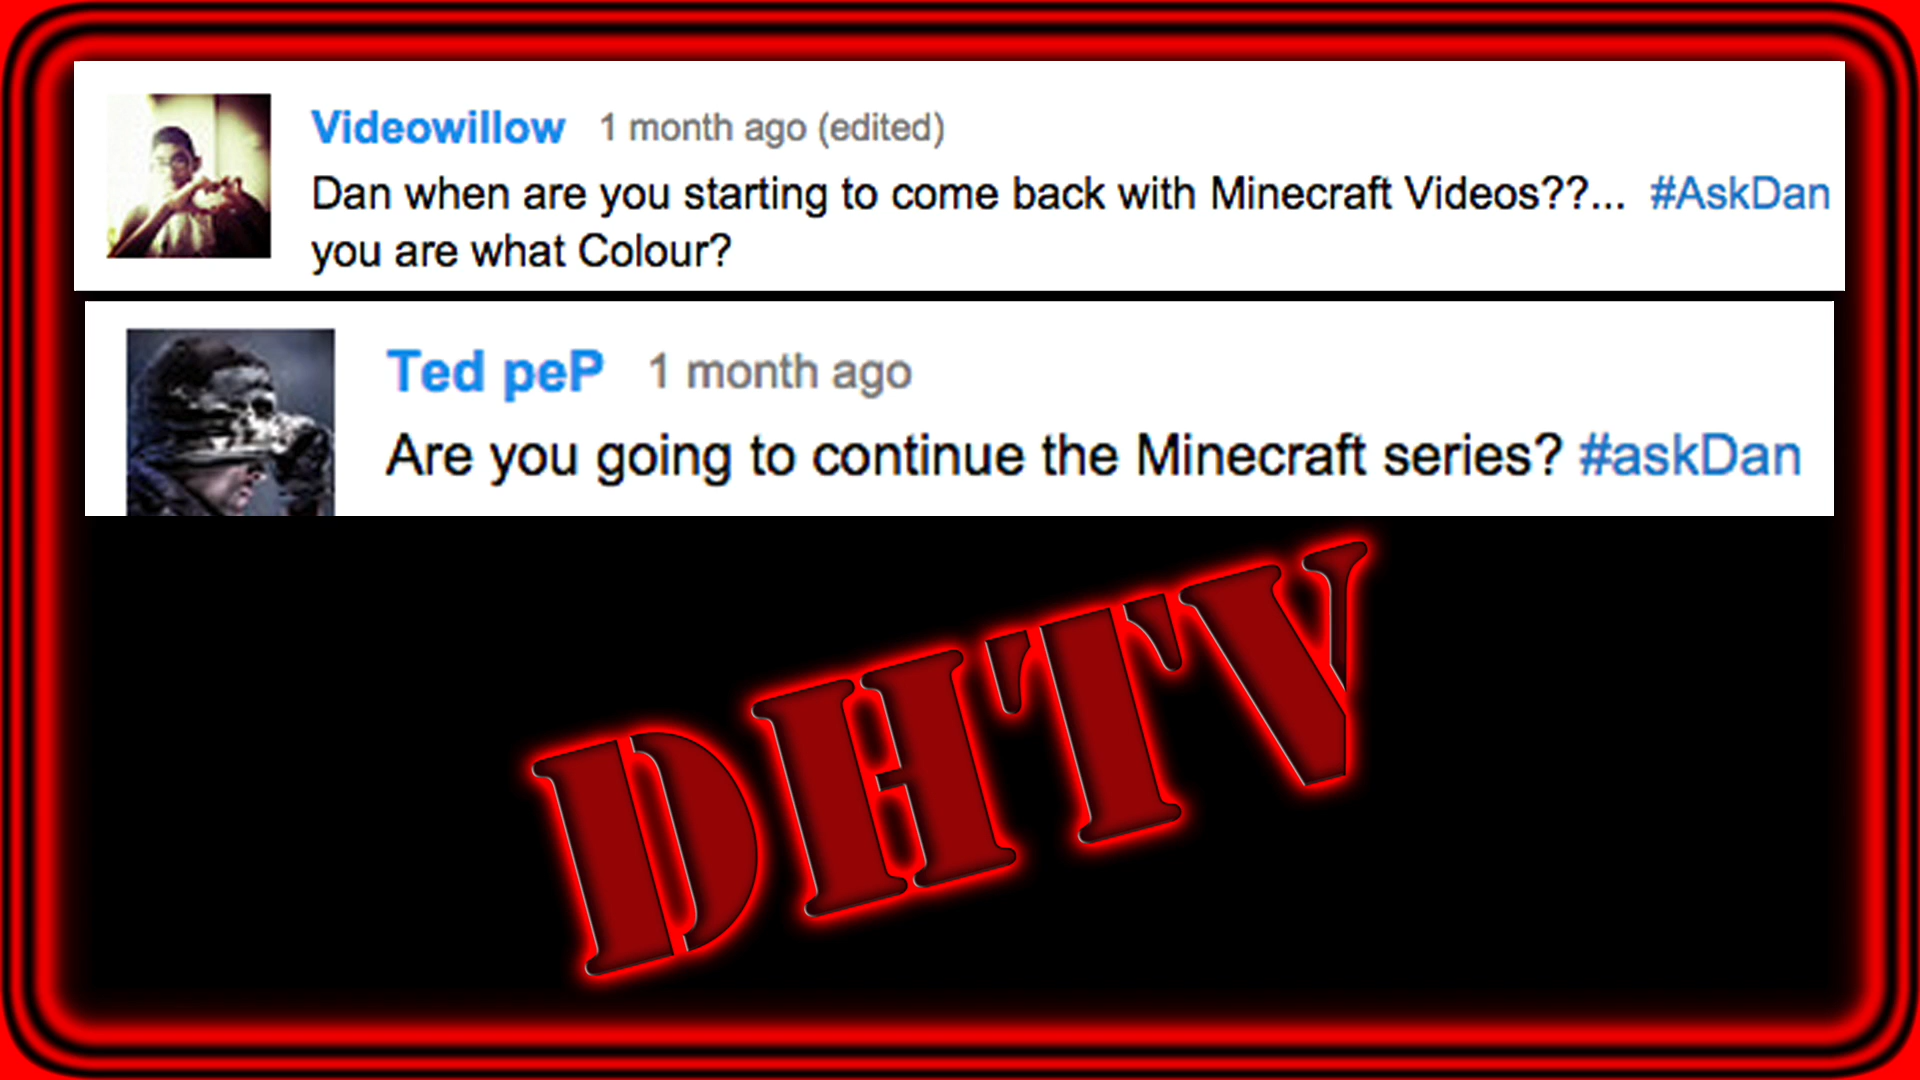 Videowillow 1 month ago (edited)
Dan when are you starting to come back with Minecraft Videos??... #AskDan
you are what Colour?
Ted peP 1 month ago
Are you going to continue the Minecraft series? #askDan
DHTV